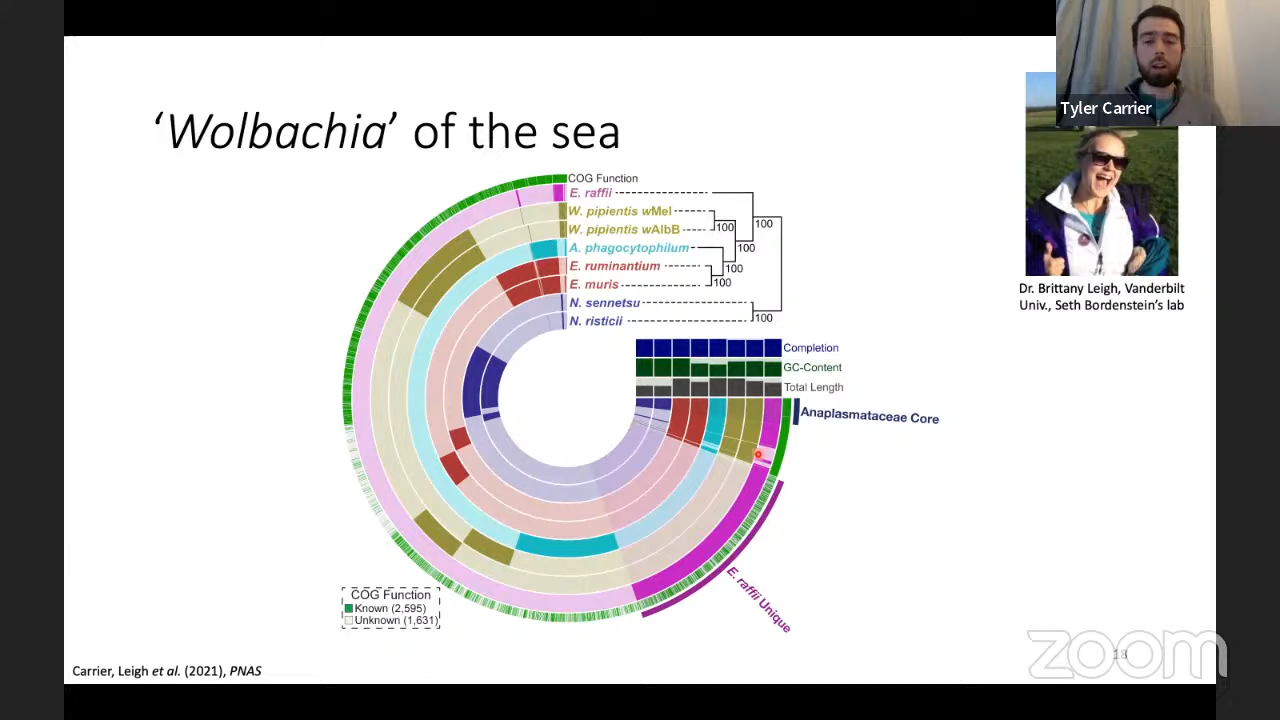 Tyler Carrier
‘Wolbachia’ of the sea
COG Function
E. raffii
W. pipientis wMel
W. pipientis wAlbB
A. phagocytophilum
E. ruminantium
E. muris
N. sennetsu
N. risticii
100
100
100
100
100
100
Completion
GC-Content
Total Length
Anaplasmataceae Core
E. raffii Unique
COG Function
Known (2,595)
Unknown (1,631)
Dr. Brittany Leigh, Vanderbilt
Univ., Seth Bordenstein’s lab
Carrier, Leigh et al. (2021), PNAS
18
zoom